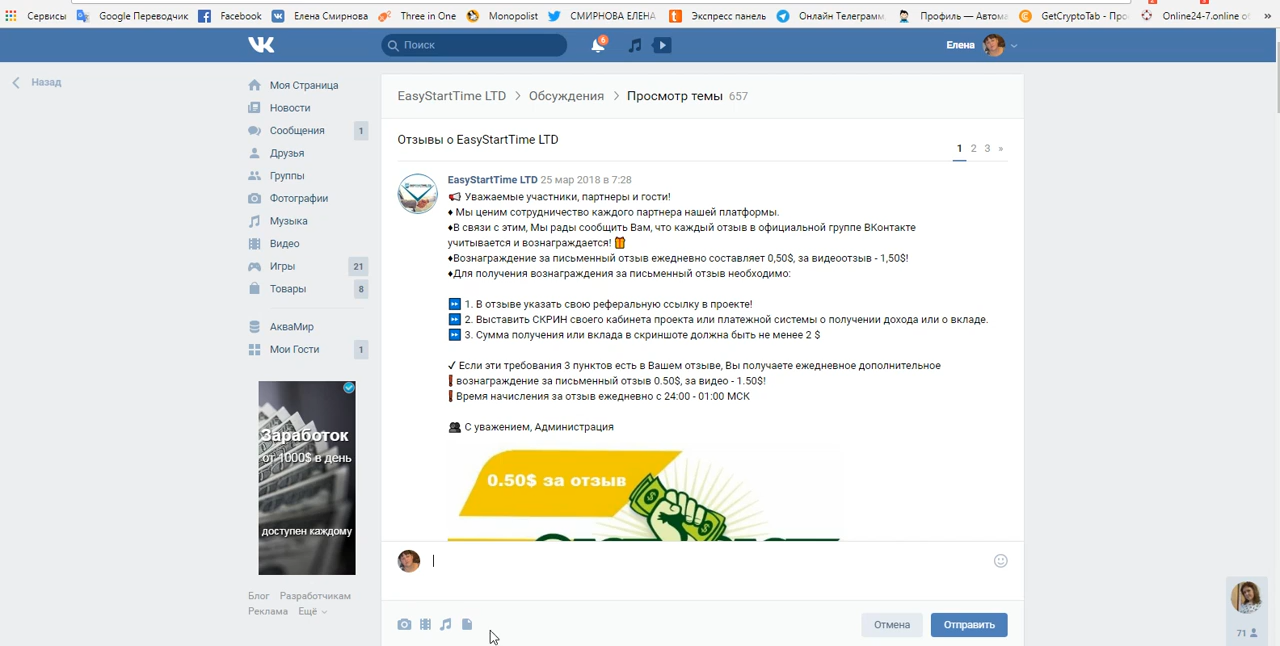 Сервисы
Google Переводчик
Facebook
Елена Смирнова
Three in One
Monopolist
СМИРНОВА ЕЛЕНА
Экспресс панель
Онлайн Телеграмм
Профиль — Автома
GetCryptoTab - Про
Online24-7.online
»
Поиск
6
Елена
Назад
Моя Страница
Новости
Сообщения 1
Друзья
Группы
Фотографии
Музыка
Видео
Игры 21
Товары 8
АкваМир
Мои Гости 1
Заработок
от 1000$ в день
доступен каждому
Блог Разработчикам
Реклама Ещё
EasyStartTime LTD > Обсуждения > Просмотр темы 657
Отзывы о EasyStartTime LTD
1 2 3 »
EasyStartTime LTD 25 мар 2018 в 7:28
📢 Уважаемые участники, партнеры и гости!
♦ Мы ценим сотрудничество каждого партнера нашей платформы.
♦В связи с этим, Мы рады сообщить Вам, что каждый отзыв в официальной группе ВКонтакте
учитывается и вознаграждается! 🎁
♦Вознаграждение за письменный отзыв ежедневно составляет 0,50$, за видеоотзыв - 1,50$!
♦Для получения вознаграждения за письменный отзыв необходимо:
⏩ 1. В отзыве указать свою реферальную ссылку в проекте!
⏩ 2. Выставить СКРИН своего кабинета проекта или платежной системы о получении дохода или о вкладе.
⏩ 3. Сумма получения или вклада в скриншоте должна быть не менее 2 $
✔ Если эти требования 3 пунктов есть в Вашем отзыве, Вы получаете ежедневное дополнительное
❗ вознаграждение за письменный отзыв 0.50$, за видео - 1.50$!
❗ Время начисления за отзыв ежедневно с 24:00 - 01:00 МСК
👥 С уважением, Администрация
0.50$ за отзыв
Отмена
Отправить
71